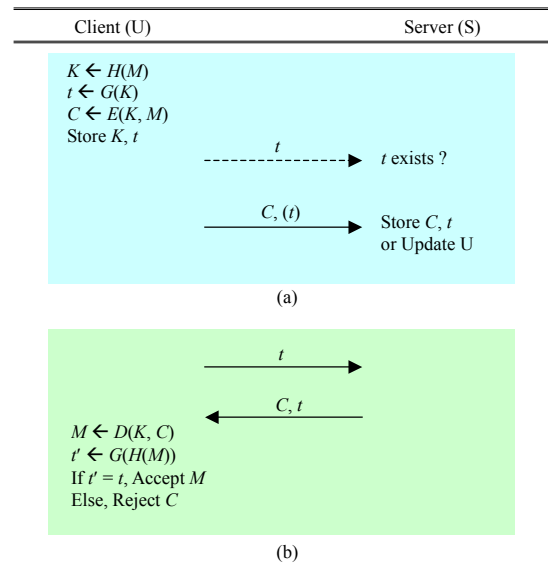 Client (U) Server (S)
K ← H(M)
t ← G(K)
C ← E(K, M)
Store K, t
t
t exists ?
C, (t)
Store C, t
or Update U
(a)
t
C, t
M ← D(K, C)
t′ ← G(H(M))
If t′ = t, Accept M
Else, Reject C
(b)